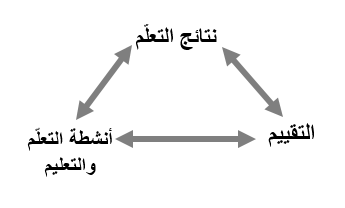 نتائج التعلّم
التقييم
أنشطة التعلّم
والتعليم